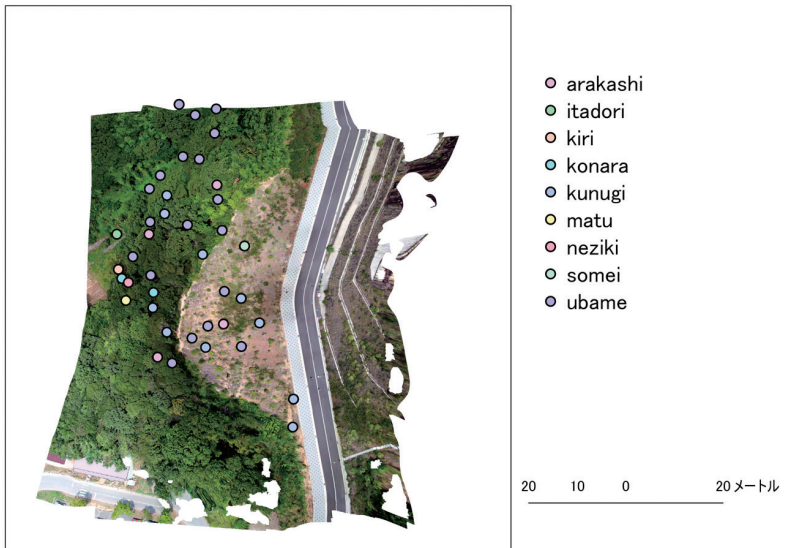 arakashi
itadori
kiri
konara
kunugi
matu
neziki
somei
ubame
20 10 0 20 メートル